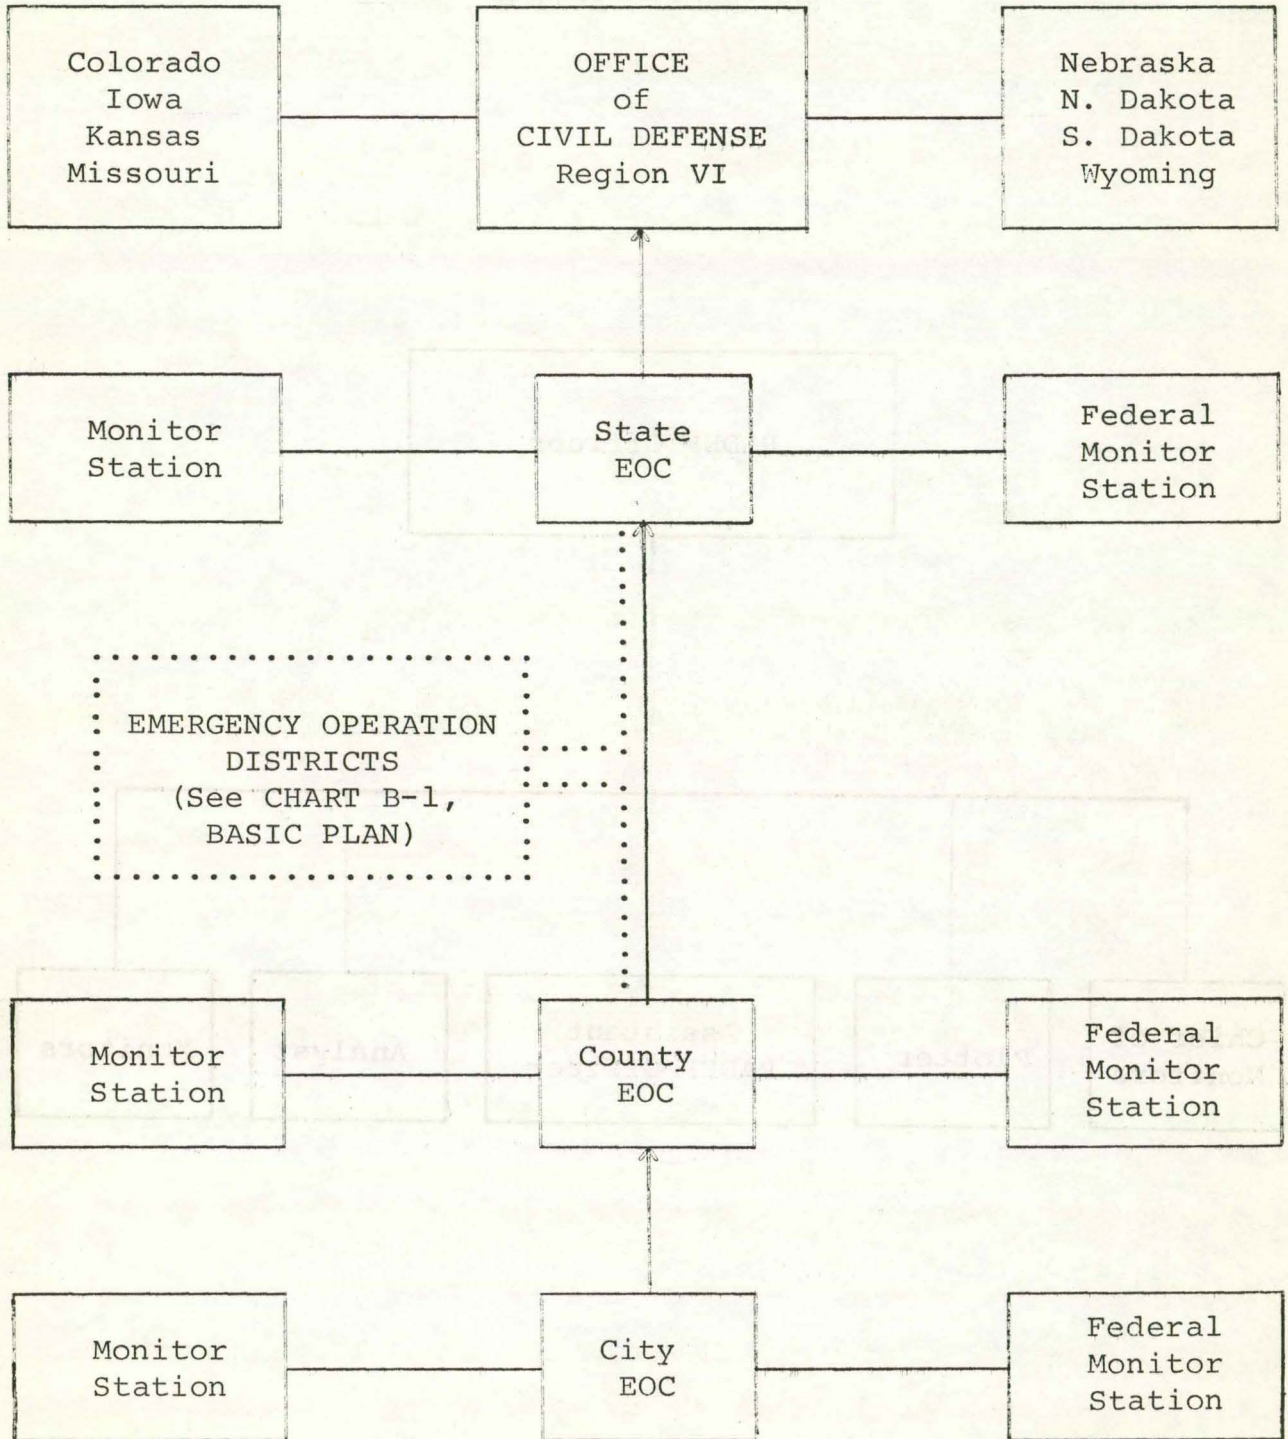 Colorado
Iowa
Kansas
Missouri
OFFICE
of
CIVIL DEFENSE
Region VI
Nebraska
N. Dakota
S. Dakota
Wyoming
Monitor
Station
State
EOC
Federal
Monitor
Station
EMERGENCY OPERATION
DISTRICTS
(See CHART B-1,
BASIC PLAN)
Monitor
Station
County
EOC
Federal
Monitor
Station
Monitor
Station
City
EOC
Federal
Monitor
Station